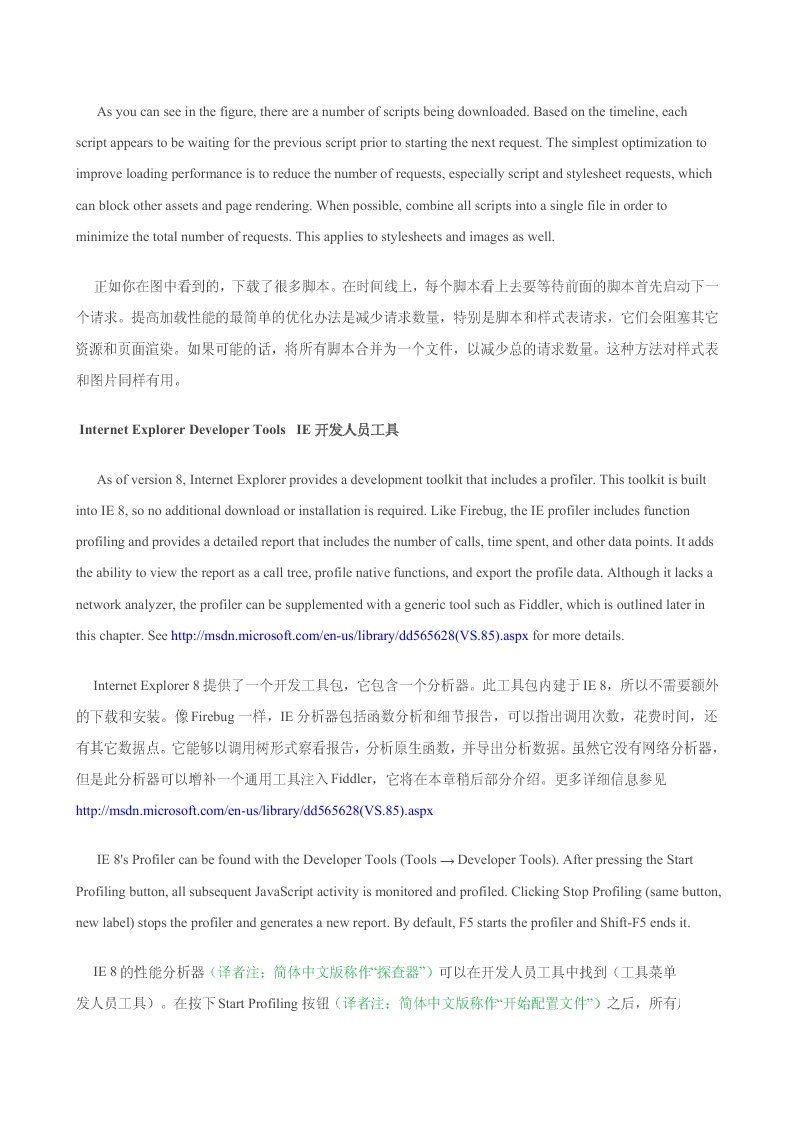 As you can see in the figure, there are a number of scripts being downloaded. Based on the timeline, each
script appears to be waiting for the previous script prior to starting the next request. The simplest optimization to
improve loading performance is to reduce the number of requests, especially script and stylesheet requests, which
can block other assets and page rendering. When possible, combine all scripts into a single file in order to
minimize the total number of requests. This applies to stylesheets and images as well.
正如你在图中看到的，下载了很多脚本。在时间线上，每个脚本看上去要等待前面的脚本首先启动下一
个请求。提高加载性能的最简单的优化办法是减少请求数量，特别是脚本和样式表请求，它们会阻塞其它
资源和页面渲染。如果可能的话，将所有脚本合并为一个文件，以减少总的请求数量。这种方法对样式表
和图片同样有用。
Internet Explorer Developer Tools IE 开发人员工具
As of version 8, Internet Explorer provides a development toolkit that includes a profiler. This toolkit is built
into IE 8, so no additional download or installation is required. Like Firebug, the IE profiler includes function
profiling and provides a detailed report that includes the number of calls, time spent, and other data points. It adds
the ability to view the report as a call tree, profile native functions, and export the profile data. Although it lacks a
network analyzer, the profiler can be supplemented with a generic tool such as Fiddler, which is outlined later in
this chapter. See http://msdn.microsoft.com/en-us/library/dd565628(VS.85).aspx for more details.
Internet Explorer 8 提供了一个开发工具包，它包含一个分析器。此工具包内建于 IE 8，所以不需要额外
的下载和安装。像 Firebug 一样，IE 分析器包括函数分析和细节报告，可以指出调用次数，花费时间，还
有其它数据点。它能够以调用树形式察看报告，分析原生函数，并导出分析数据。虽然它没有网络分析器，
但是此分析器可以增补一个通用工具注入 Fiddler，它将在本章稍后部分介绍。更多详细信息参见
http://msdn.microsoft.com/en-us/library/dd565628(VS.85).aspx
IE 8's Profiler can be found with the Developer Tools (Tools → Developer Tools). After pressing the Start
Profiling button, all subsequent JavaScript activity is monitored and profiled. Clicking Stop Profiling (same button,
new label) stops the profiler and generates a new report. By default, F5 starts the profiler and Shift-F5 ends it.
IE 8 的性能分析器（译者注：简体中文版称作“探查器”）可以在开发人员工具中找到（工具菜单
发人员工具）。在按下 Start Profiling 按钮（译者注：简体中文版称作“开始配置文件”）之后，所有